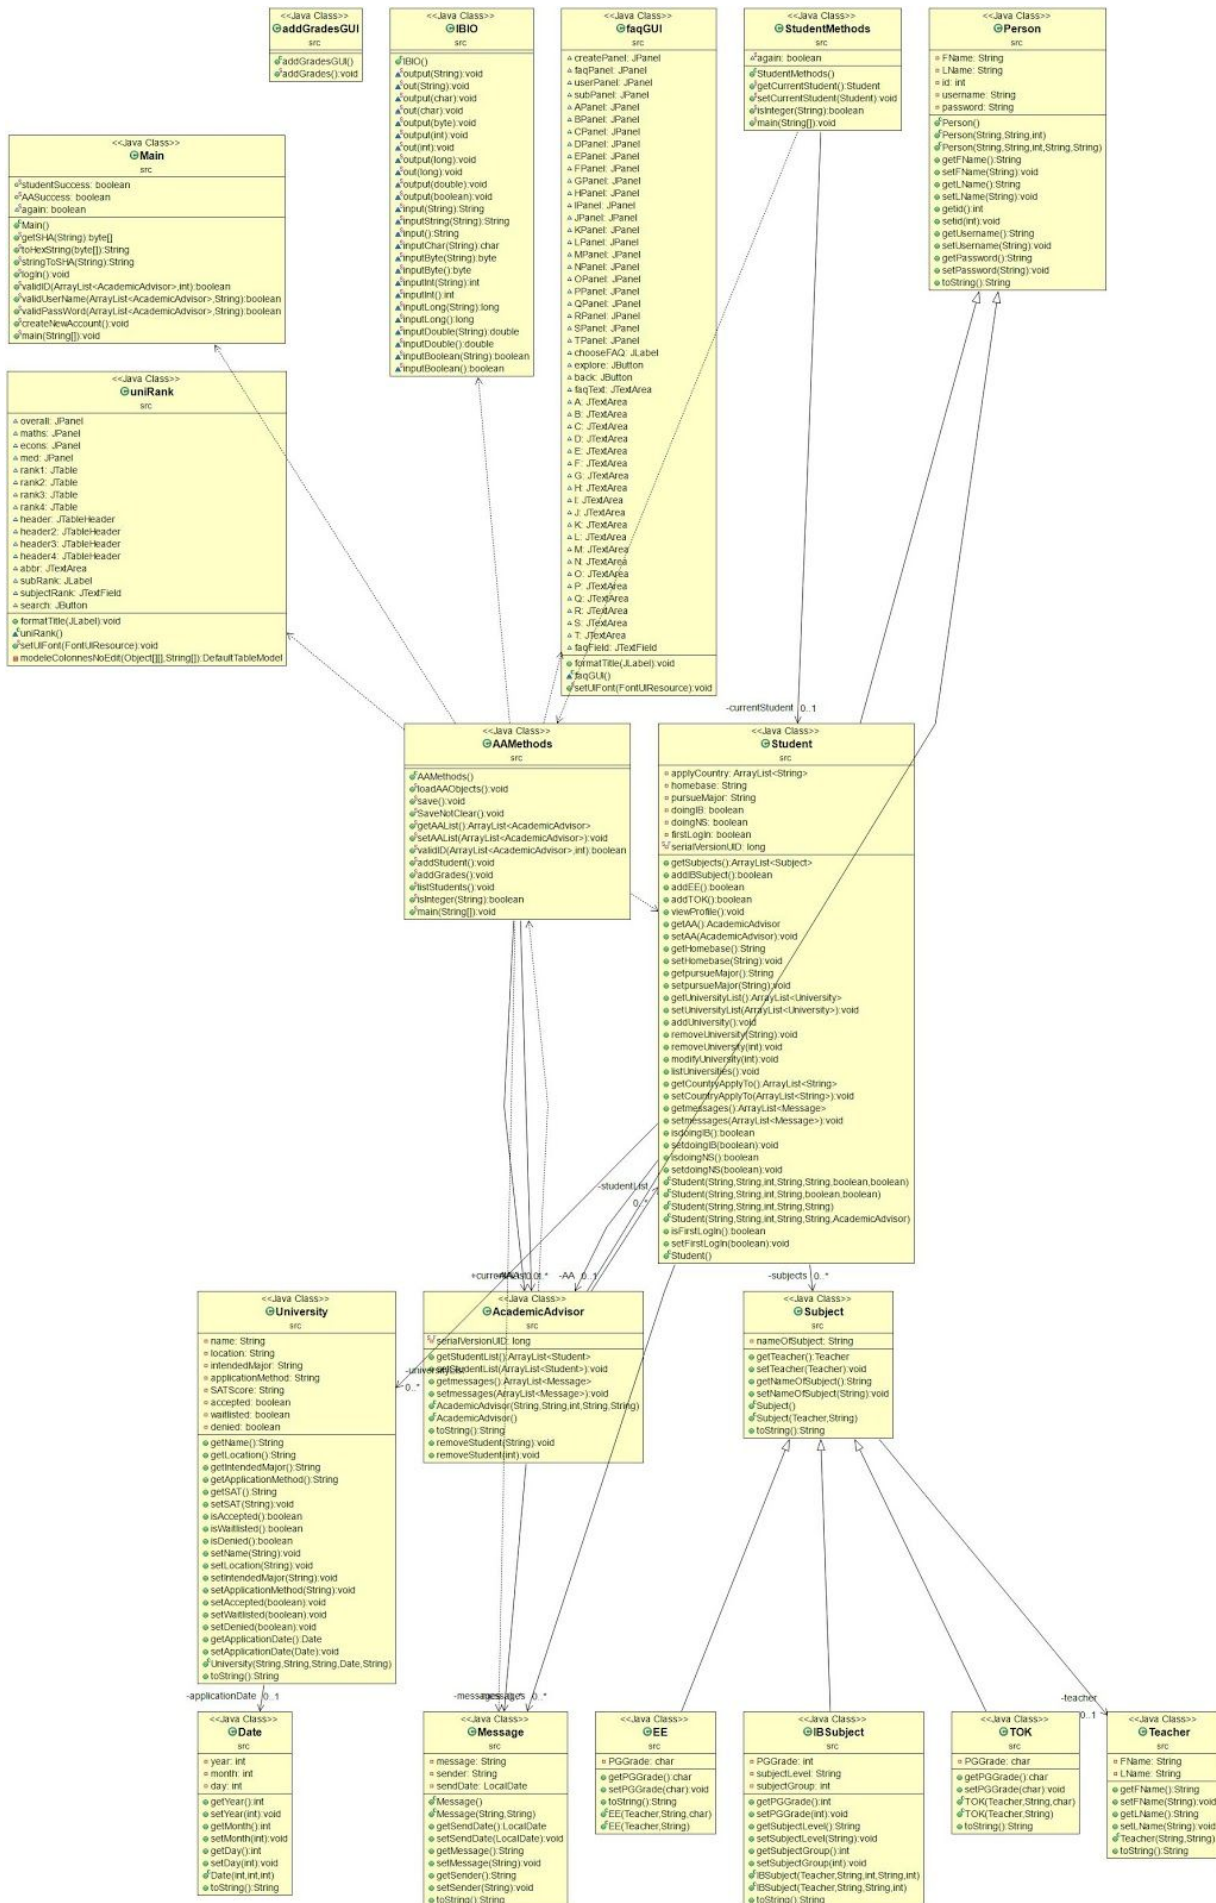 <<Java Class>>
addGradesGUI
src
addGradesGUI()
addGrades():void
<<Java Class>>
IBIO
src
IBIO()
output(String):void
out(String):void
output(char):void
out(char):void
output(byte):void
output(int):void
out(int):void
output(long):void
out(long):void
output(double):void
output(boolean):void
input(String):String
inputString(String):String
input():String
inputChar(String):char
inputByte(String):byte
inputByte():byte
inputInt(String):int
inputInt():int
inputLong(String):long
inputLong():long
inputDouble(String):double
inputDouble():double
inputBoolean(String):boolean
inputBoolean():boolean
<<Java Class>>
faqGUI
src
createPanel: JPanel
faqPanel: JPanel
userPanel: JPanel
subPanel: JPanel
APanel: JPanel
BPanel: JPanel
CPanel: JPanel
DPanel: JPanel
EPanel: JPanel
FPanel: JPanel
GPanel: JPanel
HPanel: JPanel
IPanel: JPanel
JPanel: JPanel
KPanel: JPanel
LPanel: JPanel
MPanel: JPanel
NPanel: JPanel
OPanel: JPanel
PPanel: JPanel
QPanel: JPanel
RPanel: JPanel
SPanel: JPanel
TPanel: JPanel
chooseFAQ: JLabel
explore: JButton
back: JButton
faqText: JTextArea
A: JTextArea
B: JTextArea
C: JTextArea
D: JTextArea
E: JTextArea
F: JTextArea
G: JTextArea
H: JTextArea
I: JTextArea
J: JTextArea
K: JTextArea
L: JTextArea
M: JTextArea
N: JTextArea
O: JTextArea
P: JTextArea
Q: JTextArea
R: JTextArea
S: JTextArea
T: JTextArea
faqField: JTextField
formatTitle(JLabel):void
faqGUI()
setUIFont(FontUIResource):void
<<Java Class>>
StudentMethods
src
again: boolean
StudentMethods()
getCurrentStudent():Student
setCurrentStudent(Student):void
isInteger(String):boolean
main(String[]):void
<<Java Class>>
Person
src
FName: String
LName: String
id: int
username: String
password: String
Person()
Person(String,String,int)
Person(String,String,int,String,String)
getFName():String
setFName(String):void
getLName():String
setLName(String):void
getid():int
setid(int):void
getUsername():String
setUsername(String):void
getPassword():String
setPassword(String):void
toString():String
<<Java Class>>
Main
src
studentSuccess: boolean
AASuccess: boolean
again: boolean
Main()
getSHA(String):byte[]
toHexString(byte[]):String
stringToSHA(String):String
logIn():void
validID(ArrayList<AcademicAdvisor>,int):boolean
validUserName(ArrayList<AcademicAdvisor>,String):boolean
validPassWord(ArrayList<AcademicAdvisor>,String):boolean
createNewAccount():void
main(String[]):void
<<Java Class>>
uniRank
src
overall: JPanel
maths: JPanel
econs: JPanel
med: JPanel
rank1: JTable
rank2: JTable
rank3: JTable
rank4: JTable
header: JTableHeader
header2: JTableHeader
header3: JTableHeader
header4: JTableHeader
abbr: JTextArea
subRank: JLabel
subjectRank: JTextField
search: JButton
formatTitle(JLabel):void
uniRank()
setUIFont(FontUIResource):void
modeleColonnesNoEdit(Object[][],String[]):DefaultTableModel
-currentStudent 0..1
<<Java Class>>
AAMethods
src
AAMethods()
loadAAObjects():void
save():void
SaveNotClear():void
getAAList():ArrayList<AcademicAdvisor>
setAAList(ArrayList<AcademicAdvisor>):void
validID(ArrayList<AcademicAdvisor>,int):boolean
addStudent():void
addGrades():void
listStudents():void
isInteger(String):boolean
main(String[]):void
<<Java Class>>
Student
src
applyCountry: ArrayList<String>
homebase: String
pursueMajor: String
doingIB: boolean
doingNS: boolean
firstLogIn: boolean
serialVersionUID: long
getSubjects():ArrayList<Subject>
addIBSubject():boolean
addEE():boolean
addTOK():boolean
viewProfile():void
getAA():AcademicAdvisor
setAA(AcademicAdvisor):void
getHomebase():String
setHomebase(String):void
getpursueMajor():String
setpursueMajor(String):void
getUniversityList():ArrayList<University>
setUniversityList(ArrayList<University>):void
addUniversity():void
removeUniversity(String):void
removeUniversity(int):void
modifyUniversity(int):void
listUniversities():void
getCountryApplyTo():ArrayList<String>
setCountryApplyTo(ArrayList<String>):void
getmessages():ArrayList<Message>
setmessages(ArrayList<Message>):void
isdoingIB():boolean
setdoingIB(boolean):void
isdoingNS():boolean
setdoingNS(boolean):void
Student(String,String,int,String,String,boolean,boolean)
Student(String,String,int,String,boolean,boolean)
Student(String,String,int,String,String)
Student(String,String,int,String,String,AcademicAdvisor)
isFirstLogIn():boolean
setFirstLogIn(boolean):void
Student()
-studentList
0..*
-AA 0..1
-subjects 0..*
<<Java Class>>
University
src
name: String
location: String
intendedMajor: String
applicationMethod: String
SATScore: String
accepted: boolean
waitlisted: boolean
denied: boolean
getName():String
getLocation():String
getIntendedMajor():String
getApplicationMethod():String
getSAT():String
setSAT(String):void
isAccepted():boolean
isWaitlisted():boolean
isDenied():boolean
setName(String):void
setLocation(String):void
setIntendedMajor(String):void
setApplicationMethod(String):void
setAccepted(boolean):void
setWaitlisted(boolean):void
setDenied(boolean):void
getApplicationDate():Date
setApplicationDate(Date):void
University(String,String,String,Date,String)
toString():String
-universityList
0..*
<<Java Class>>
AcademicAdvisor
src
serialVersionUID: long
getStudentList():ArrayList<Student>
setStudentList(ArrayList<Student>):void
getmessages():ArrayList<Message>
setmessages(ArrayList<Message>):void
AcademicAdvisor(String,String,int,String,String)
AcademicAdvisor()
toString():String
removeStudent(String):void
removeStudent(int):void
<<Java Class>>
Subject
src
nameOfSubject: String
getTeacher():Teacher
setTeacher(Teacher):void
getNameOfSubject():String
setNameOfSubject(String):void
Subject()
Subject(Teacher,String)
toString():String
-applicationDate 0..1
0..*
-teacher
0..1
<<Java Class>>
Date
src
year: int
month: int
day: int
getYear():int
setYear(int):void
getMonth():int
setMonth(int):void
getDay():int
setDay(int):void
Date(int,int,int)
toString():String
<<Java Class>>
Message
src
message: String
sender: String
sendDate: LocalDate
Message()
Message(String,String)
getSendDate():LocalDate
setSendDate(LocalDate):void
getMessage():String
setMessage(String):void
getSender():String
setSender(String):void
toString():String
<<Java Class>>
EE
src
PGGrade: char
getPGGrade():char
setPGGrade(char):void
toString():String
EE(Teacher,String,char)
EE(Teacher,String)
<<Java Class>>
IBSubject
src
PGGrade: int
subjectLevel: String
subjectGroup: int
getPGGrade():int
setPGGrade(int):void
getSubjectLevel():String
setSubjectLevel(String):void
getSubjectGroup():int
setSubjectGroup(int):void
IBSubject(Teacher,String,int,String,int)
IBSubject(Teacher,String,String,int)
toString():String
<<Java Class>>
TOK
src
PGGrade: char
getPGGrade():char
setPGGrade(char):void
TOK(Teacher,String,char)
TOK(Teacher,String)
toString():String
<<Java Class>>
Teacher
src
FName: String
LName: String
getFName():String
setFName(String):void
getLName():String
setLName(String):void
Teacher(String,String)
toString():String